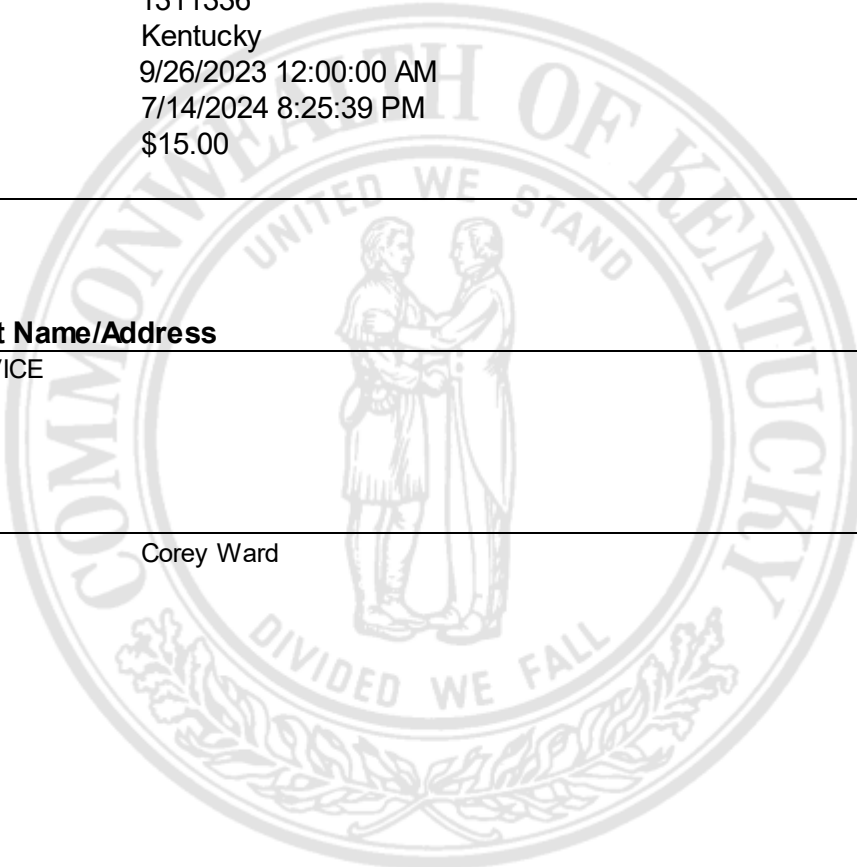 1311336
Kentucky
9/26/2023 12:00:00 AM
7/14/2024 8:25:39 PM
$15.00
COMMONWEALTH OF KENTUCKY
UNITED WE STAND
t Name/Address
VICE
Corey Ward
DIVIDED WE FALL